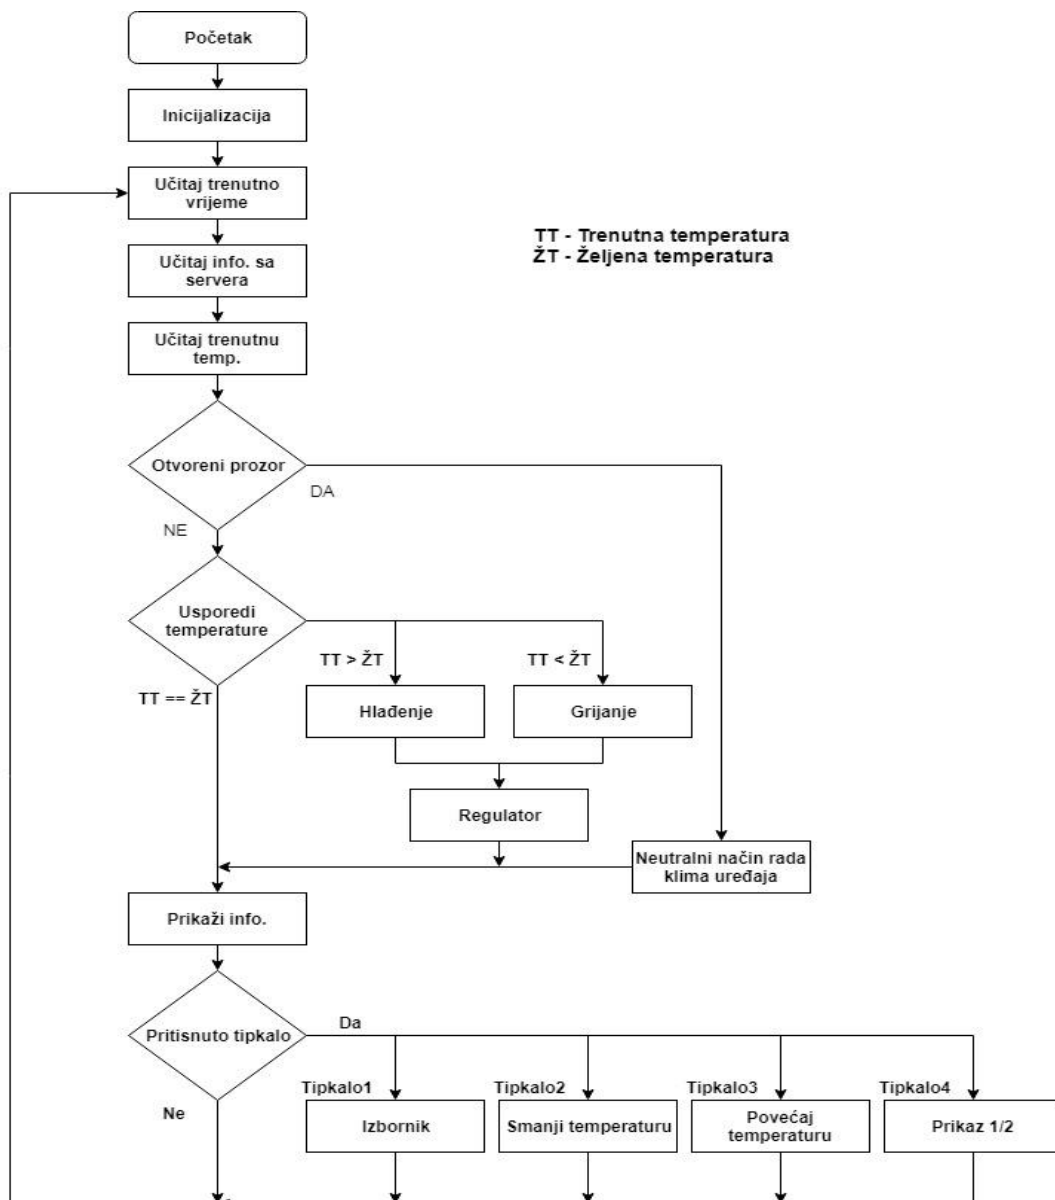 Početak
Inicijalizacija
Učitaj trenutno
vrijeme
TT - Trenutna temperatura
ŽT - Željena temperatura
Učitaj info. sa
servera
Učitaj trenutnu
temp.
Otvoreni prozor
DA
NE
Usporedi
temperature
TT > ŽT
TT < ŽT
TT == ŽT
Hlađenje
Grijanje
Regulator
Neutralni način rada
klima uređaja
Prikaži info.
Pritisnuto tipkalo
Da
Ne
Tipkalo1
Tipkalo2
Tipkalo3
Tipkalo4
Izbornik
Smanji temperaturu
Povećaj
temperaturu
Prikaz 1/2